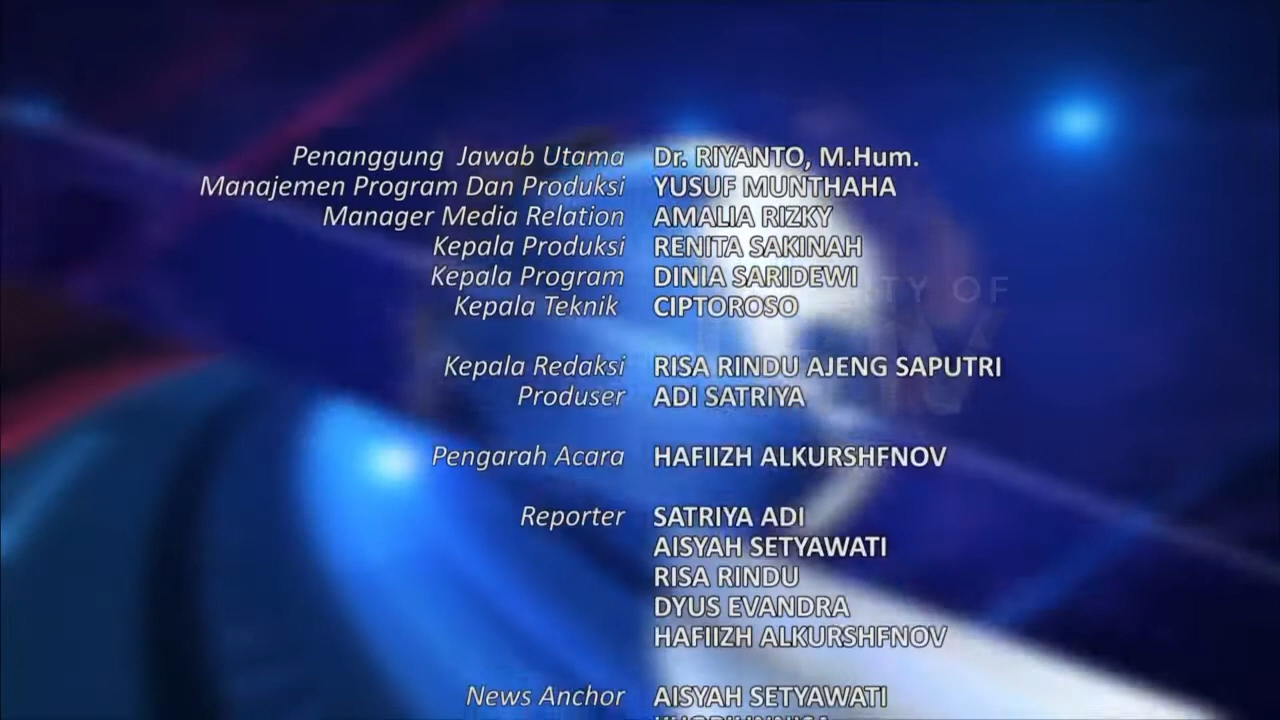 Penanggung Jawab Utama Dr. RIYANTO, M.Hum.
Manajemen Program Dan Produksi YUSUF MUNTHAHA
Manager Media Relation AMALIA RIZKY
Kepala Produksi RENITA SAKINAH
Kepala Program DINIA SARIDEWI
Kepala Teknik CIPTOROSO
TY OF
Kepala Redaksi RISA RINDU AJENG SAPUTRI
Produser ADI SATRIYA
Pengarah Acara HAFIIZH ALKURSHFNOV
Reporter SATRIYA ADI
AISYAH SETYAWATI
RISA RINDU
DYUS EVANDRA
HAFIIZH ALKURSHFNOV
News Anchor AISYAH SETYAWATI